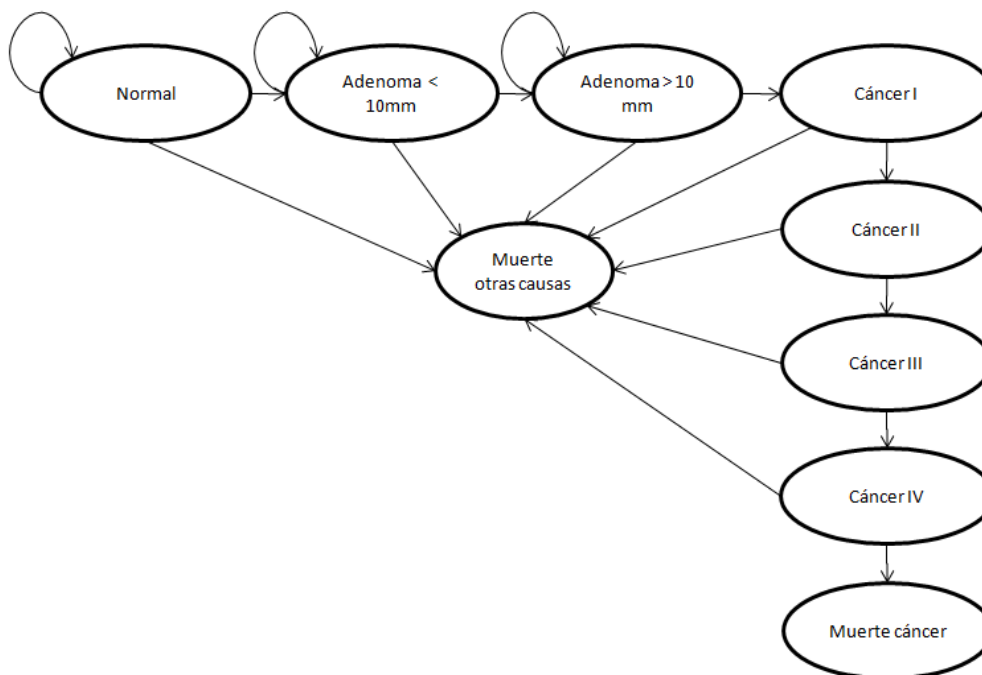 Normal
Adenoma <
10mm
Adenoma > 10
mm
Cáncer I
Cáncer II
Muerte
otras causas
Cáncer III
Cáncer IV
Muerte cáncer